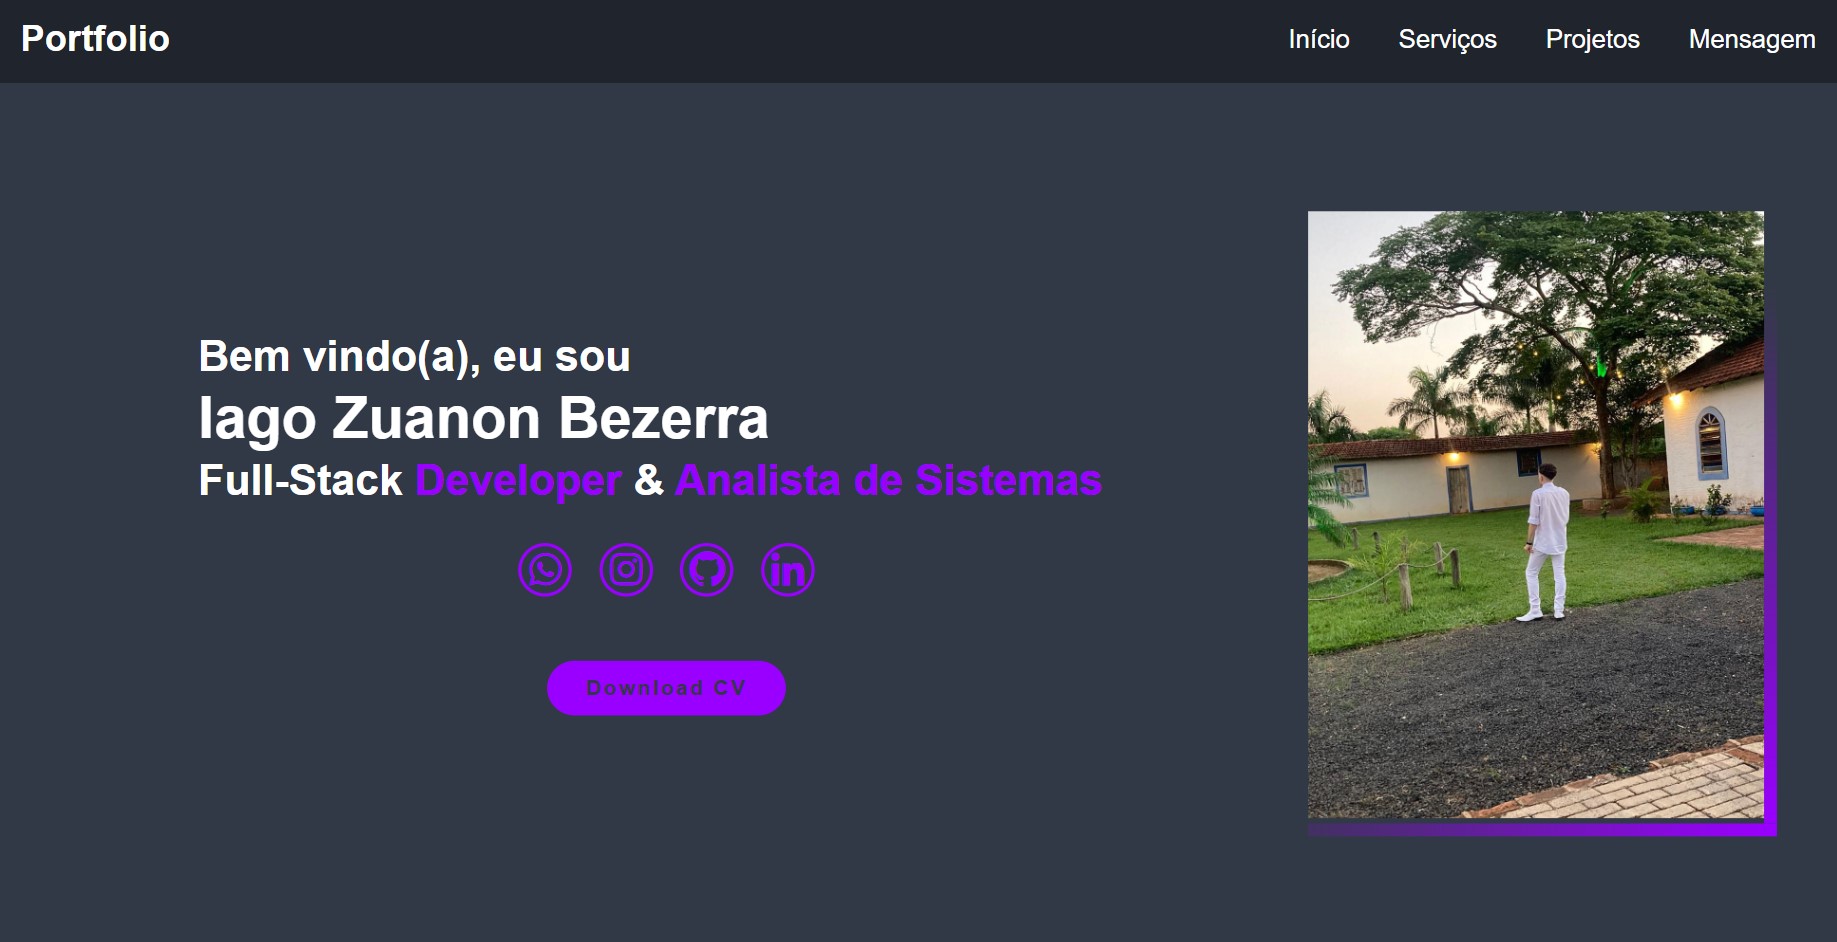 Portfolio
Início Serviços Projetos Mensagem
Bem vindo(a), eu sou
Iago Zuanon Bezerra
Full-Stack Developer & Analista de Sistemas
in
Download CV